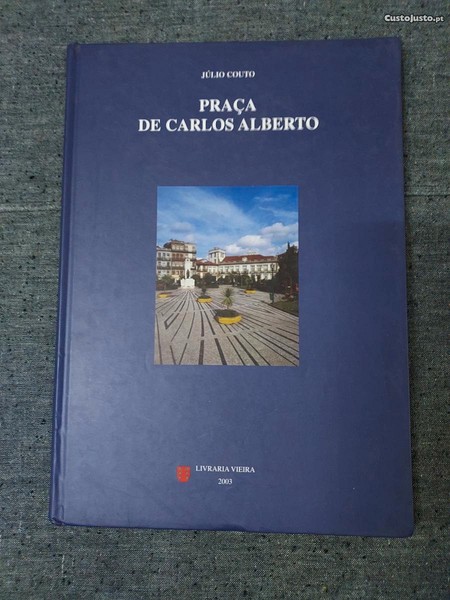 CustoJusto.pt
JÚLIO COUTO
PRAÇA
DE CARLOS ALBERTO
LIVRARIA VIEIRA
2003